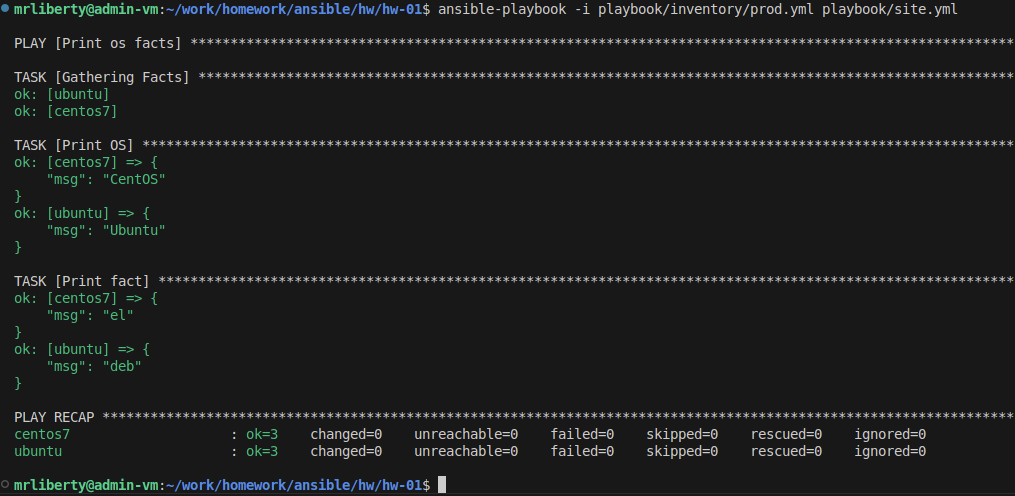 mrliberty@admin-vm:~/work/homework/ansible/hw/hw-01$ ansible-playbook -i playbook/inventory/prod.yml playbook/site.yml
PLAY [Print os facts] *******************************************************************************************************
TASK [Gathering Facts] ******************************************************************************************************
ok: [ubuntu]
ok: [centos7]
TASK [Print OS] *************************************************************************************************************
ok: [centos7] => {
    "msg": "CentOS"
}
ok: [ubuntu] => {
    "msg": "Ubuntu"
}
TASK [Print fact] ***********************************************************************************************************
ok: [centos7] => {
    "msg": "el"
}
ok: [ubuntu] => {
    "msg": "deb"
}
PLAY RECAP ******************************************************************************************************************
centos7                    : ok=3    changed=0    unreachable=0    failed=0    skipped=0    rescued=0    ignored=0
ubuntu                     : ok=3    changed=0    unreachable=0    failed=0    skipped=0    rescued=0    ignored=0
mrliberty@admin-vm:~/work/homework/ansible/hw/hw-01$